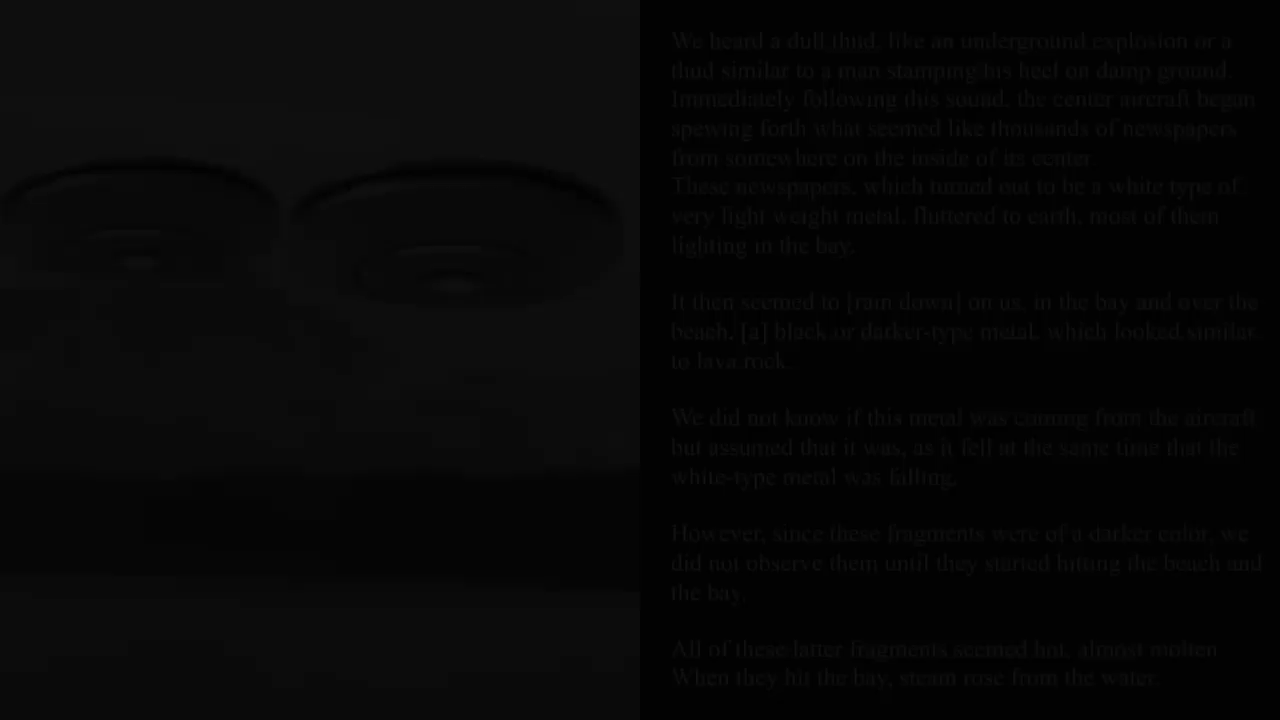 We heard a dull thud, like an underground explosion or a
thud similar to a man stamping his heel on damp ground.
Immediately following this sound, the center aircraft began
spewing forth what seemed like thousands of newspapers
from somewhere on the inside of its center.
These newspapers, which turned out to be a white type of
very light weight metal, fluttered to earth, most of them
lighting in the bay.
It then seemed to [rain down] on us, in the bay and over the
beach, [a] black or darker-type metal, which looked similar
to lava rock.
We did not know if this metal was coming from the aircraft
but assumed that it was, as it fell at the same time that the
white-type metal was falling.
However, since these fragments were of a darker color, we
did not observe them until they started hitting the beach and
the bay.
All of these latter fragments seemed hot, almost molten.
When they hit the bay, steam rose from the water.